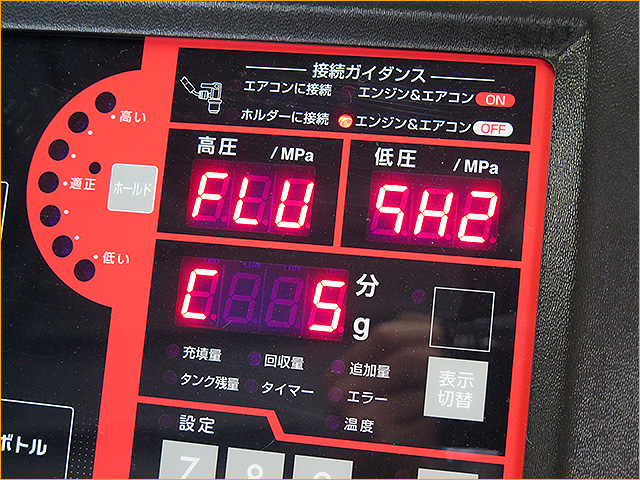 接続ガイダンス
エアコンに接続 エンジン&エアコン ON
ホルダーに接続 エンジン&エアコン OFF
高圧 /MPa 低圧 /MPa
FLU 5H2
高い
適正
低い
ホールド
C 5 分
g
充填量 回収量 追加量
タンク残量 タイマー エラー
温度
表示
切替
設定
ボトル
7 8 9